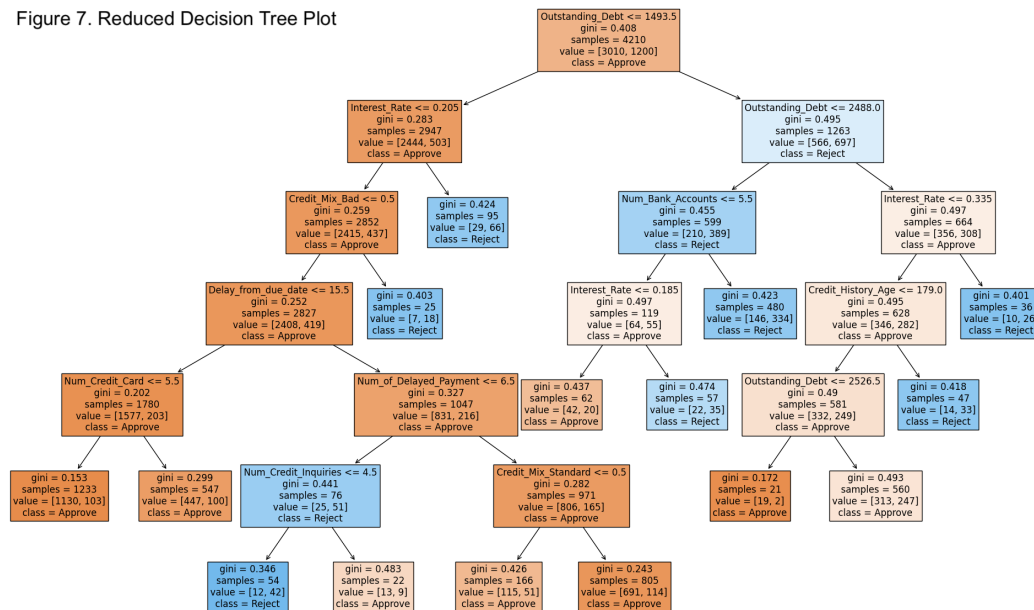 Figure 7. Reduced Decision Tree Plot
Outstanding_Debt <= 1493.5
gini = 0.408
samples = 4210
value = [3010, 1200]
class = Approve
Interest_Rate <= 0.205
gini = 0.283
samples = 2947
value = [2444, 503]
class = Approve
Outstanding_Debt <= 2488.0
gini = 0.495
samples = 1263
value = [566, 697]
class = Reject
Credit_Mix_Bad <= 0.5
gini = 0.259
samples = 2852
value = [2415, 437]
class = Approve
gini = 0.424
samples = 95
value = [29, 66]
class = Reject
Num_Bank_Accounts <= 5.5
gini = 0.455
samples = 599
value = [210, 389]
class = Reject
Interest_Rate <= 0.335
gini = 0.497
samples = 664
value = [356, 308]
class = Approve
Delay_from_due_date <= 15.5
gini = 0.252
samples = 2827
value = [2408, 419]
class = Approve
gini = 0.403
samples = 25
value = [7, 18]
class = Reject
Interest_Rate <= 0.185
gini = 0.497
samples = 119
value = [64, 55]
class = Approve
gini = 0.423
samples = 480
value = [146, 334]
class = Reject
Credit_History_Age <= 179.0
gini = 0.495
samples = 628
value = [346, 282]
class = Approve
gini = 0.401
samples = 36
value = [10, 26]
class = Reject
Num_Credit_Card <= 5.5
gini = 0.202
samples = 1780
value = [1577, 203]
class = Approve
Num_of_Delayed_Payment <= 6.5
gini = 0.327
samples = 1047
value = [831, 216]
class = Approve
gini = 0.437
samples = 62
value = [42, 20]
class = Approve
gini = 0.474
samples = 57
value = [22, 35]
class = Reject
Outstanding_Debt <= 2526.5
gini = 0.49
samples = 581
value = [332, 249]
class = Approve
gini = 0.418
samples = 47
value = [14, 33]
class = Reject
gini = 0.153
samples = 1233
value = [1130, 103]
class = Approve
gini = 0.299
samples = 547
value = [447, 100]
class = Approve
Num_Credit_Inquiries <= 4.5
gini = 0.441
samples = 76
value = [25, 51]
class = Reject
Credit_Mix_Standard <= 0.5
gini = 0.282
samples = 971
value = [806, 165]
class = Approve
gini = 0.172
samples = 21
value = [19, 2]
class = Approve
gini = 0.493
samples = 560
value = [313, 247]
class = Approve
gini = 0.346
samples = 54
value = [12, 42]
class = Reject
gini = 0.483
samples = 22
value = [13, 9]
class = Approve
gini = 0.426
samples = 166
value = [115, 51]
class = Approve
gini = 0.243
samples = 805
value = [691, 114]
class = Approve